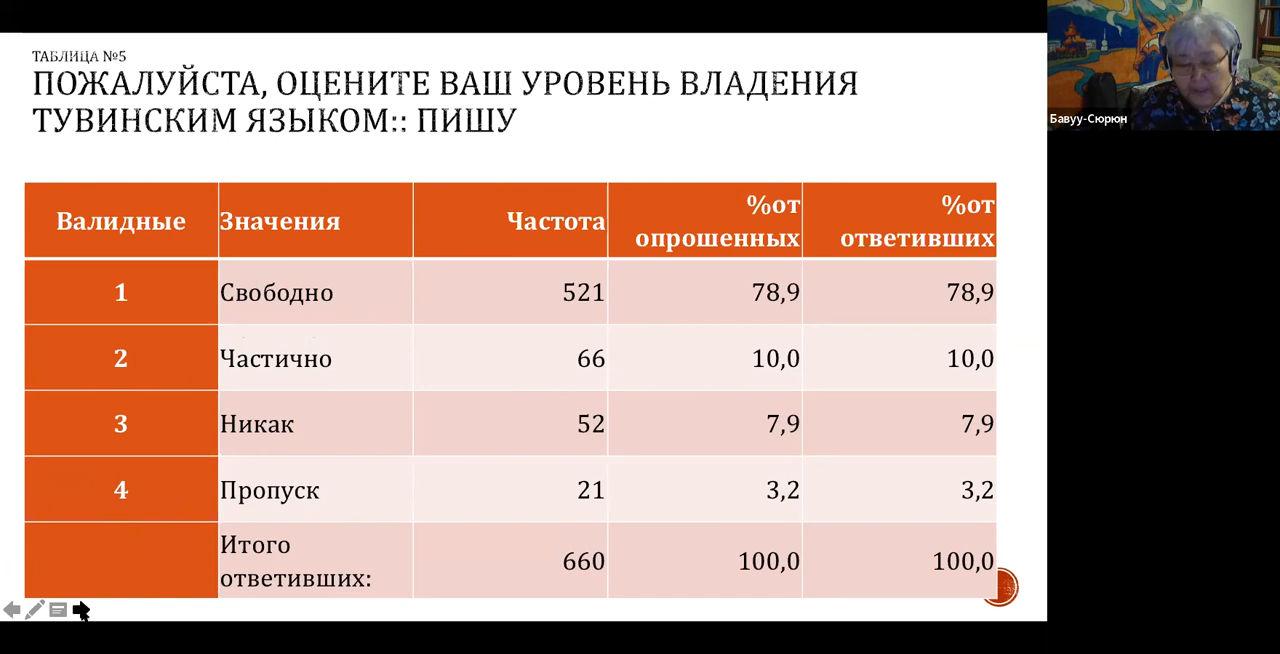 ТАБЛИЦА №5
ПОЖАЛУЙСТА, ОЦЕНИТЕ ВАШ УРОВЕНЬ ВЛАДЕНИЯ
ТУВИНСКИМ ЯЗЫКОМ:: ПИШУ
Бавуу-Сюрюн
Валидные Значения Частота %от опрошенных %от ответивших
1 Свободно 521 78,9 78,9
2 Частично 66 10,0 10,0
3 Никак 52 7,9 7,9
4 Пропуск 21 3,2 3,2
Итого ответивших: 660 100,0 100,0